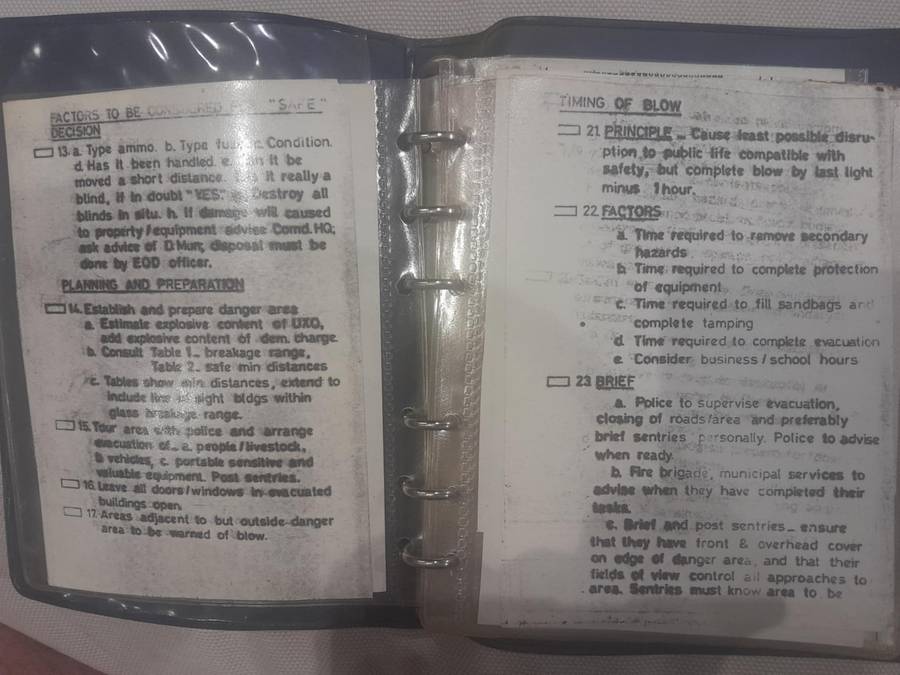 FACTORS TO BE CONSIDERED "SAFE"
DECISION
13. a. Type ammo. b. Type fuze. c. Condition.
d. Has it been handled. e. it be
moved a short distance. it really a
blind, if in doubt "YES". Destroy all
blinds in situ. h. If damage will caused
to property/equipment advise Comd. HQ;
ask advice of D Mun; disposal must be
done by EOD officer.
PLANNING AND PREPARATION
14. Establish and prepare danger area
a. Estimate explosive content of UXO,
add explosive content of dem. charge.
b. Consult Table 1_ breakage range,
Table 2_ safe min distances
c. Tables show min distances, extend to
include line of sight bldgs within
glass breakage range.
15. Tour area with police and arrange
evacuation of_ a. people/livestock,
b. vehicles, c. portable sensitive and
valuable equipment. Post sentries.
16. Leave all doors/windows in evacuated
buildings open.
17. Areas adjacent to but outside danger
area to be warned of blow.
TIMING OF BLOW
21. PRINCIPLE _ Cause least possible disru-
ption to public life compatible with
safety, but complete blow by last light
minus 1 hour.
22. FACTORS
a. Time required to remove secondary
hazards
b. Time required to complete protection
of equipment
c. Time required to fill sandbags and
complete tamping
d. Time required to complete evacuation
e. Consider business/school hours
23 BRIEF
a. Police to supervise evacuation,
closing of roads/area and preferably
brief sentries personally. Police to advise
when ready.
b. Fire brigade, municipal services to
advise when they have completed their
tasks.
c. Brief and post sentries_ ensure
that they have front & overhead cover
on edge of danger area, and that their
fields of view control all approaches to
area. Sentries must know area to be